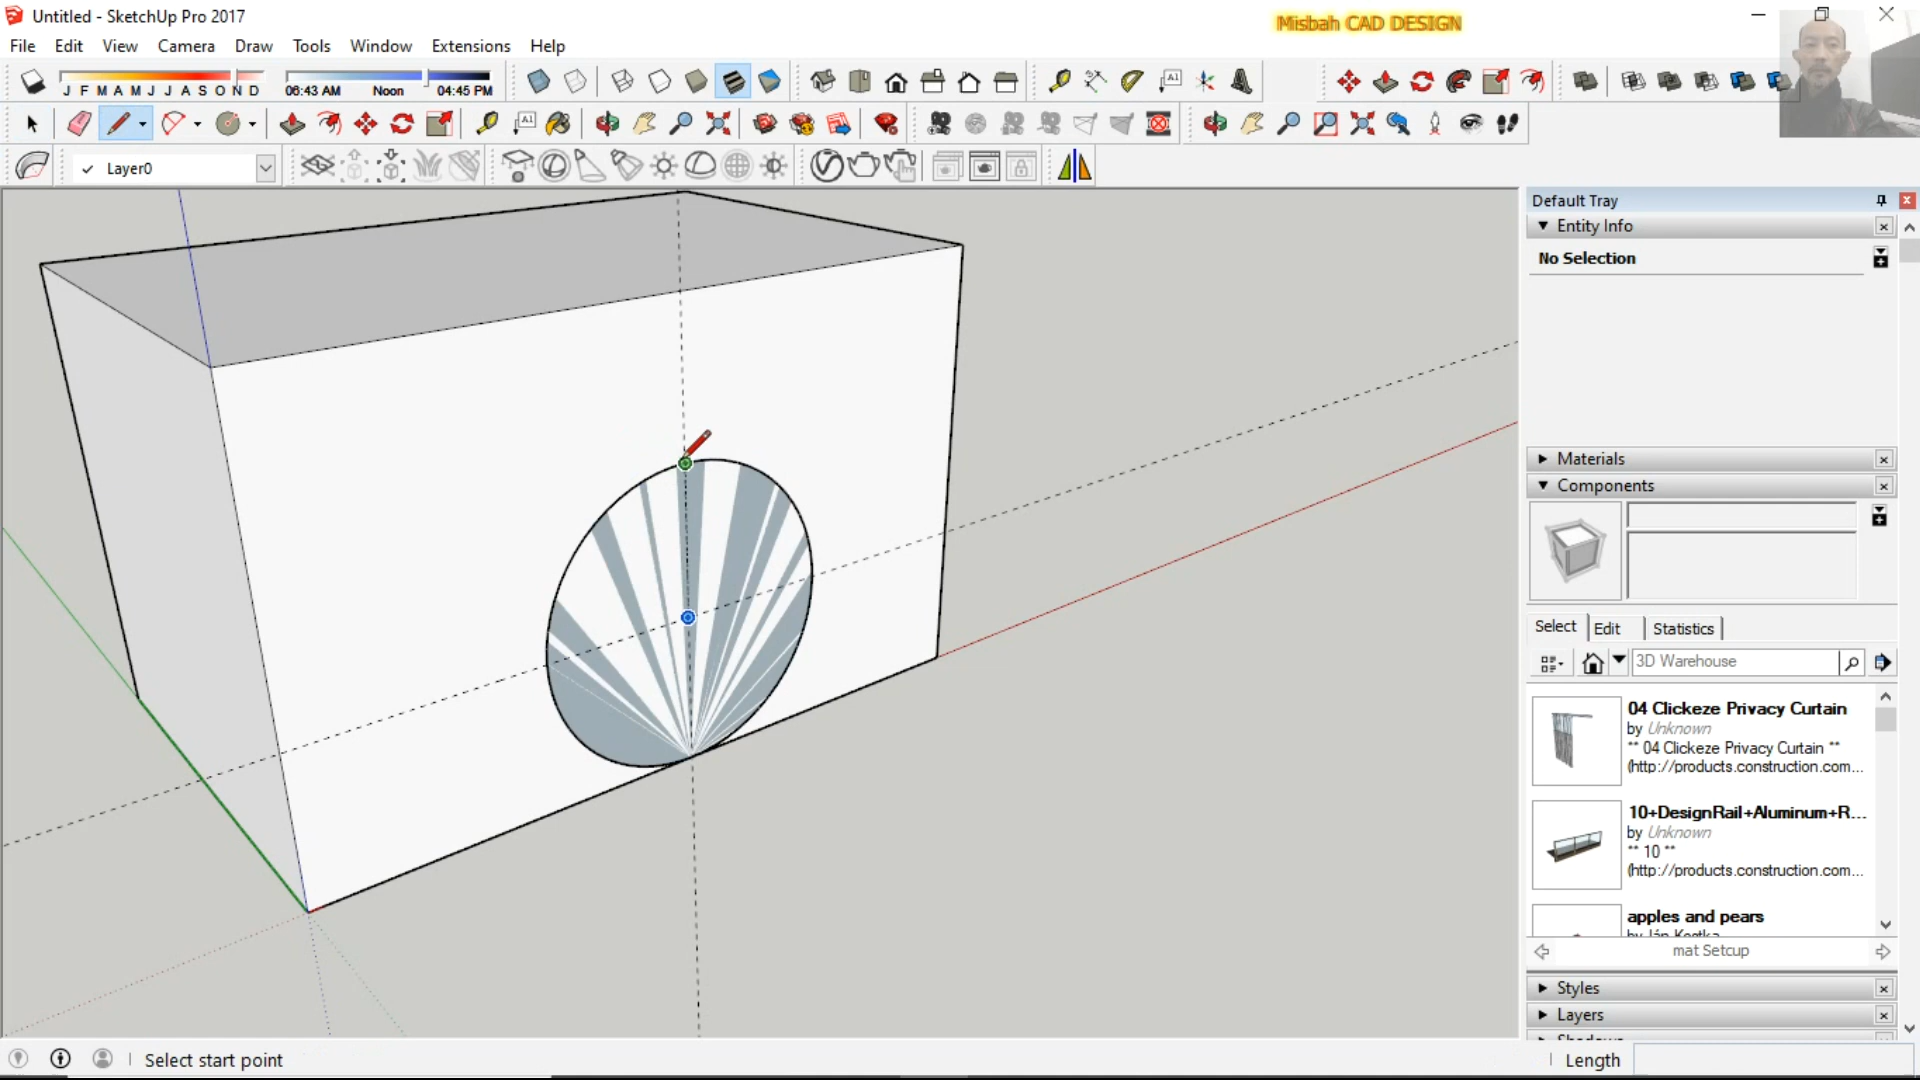 Untitled - SketchUp Pro 2017
Misbah CAD DESIGN
File Edit View Camera Draw Tools Window Extensions Help
J F M A M J J A S O N D
06:43 AM Noon 04:45 PM
A1
A1
Layer0
Default Tray
Entity Info
No Selection
Materials
Components
Select Edit Statistics
3D Warehouse
04 Clickeze Privacy Curtain
by Unknown
** 04 Clickeze Privacy Curtain **
(http://products.construction.com...
10+DesignRail+Aluminum+R...
by Unknown
** 10 **
(http://products.construction.com...
apples and pears
mat Setcup
Styles
Layers
Select start point
Length